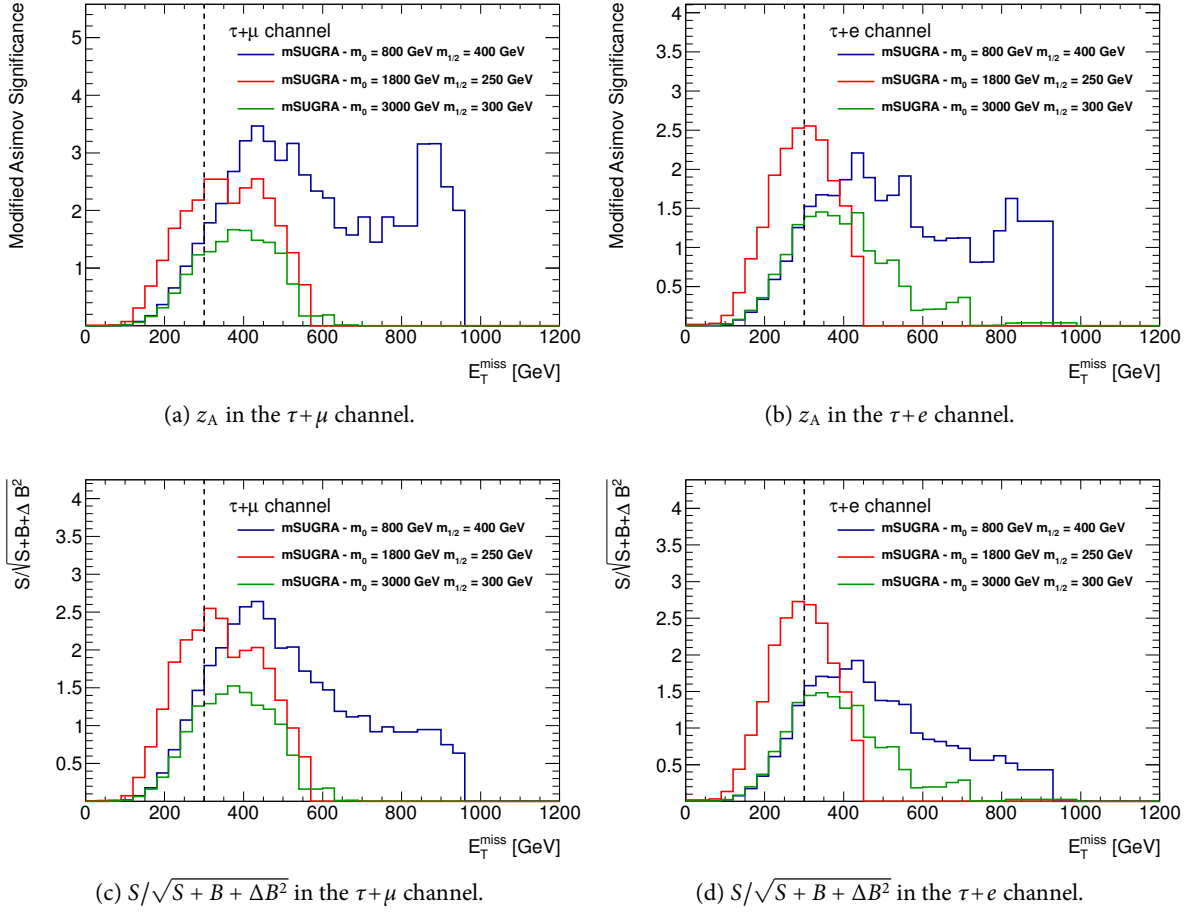 Modified Asimov Significance
5
4
3
2
1
τ+μ channel
mSUGRA - m₀ = 800 GeV m₁/₂ = 400 GeV
mSUGRA - m₀ = 1800 GeV m₁/₂ = 250 GeV
mSUGRA - m₀ = 3000 GeV m₁/₂ = 300 GeV
0 200 400 600 800 1000 1200
E_T^miss [GeV]
(a) z_A in the τ+μ channel.
Modified Asimov Significance
4
3.5
3
2.5
2
1.5
1
0.5
τ+e channel
mSUGRA - m₀ = 800 GeV m₁/₂ = 400 GeV
mSUGRA - m₀ = 1800 GeV m₁/₂ = 250 GeV
mSUGRA - m₀ = 3000 GeV m₁/₂ = 300 GeV
0 200 400 600 800 1000 1200
E_T^miss [GeV]
(b) z_A in the τ+e channel.
S/√S+B+Δ B²
4
3.5
3
2.5
2
1.5
1
0.5
τ+μ channel
mSUGRA - m₀ = 800 GeV m₁/₂ = 400 GeV
mSUGRA - m₀ = 1800 GeV m₁/₂ = 250 GeV
mSUGRA - m₀ = 3000 GeV m₁/₂ = 300 GeV
0 200 400 600 800 1000 1200
E_T^miss [GeV]
(c) S/√S + B + ΔB² in the τ+μ channel.
S/√S+B+Δ B²
4
3.5
3
2.5
2
1.5
1
0.5
τ+e channel
mSUGRA - m₀ = 800 GeV m₁/₂ = 400 GeV
mSUGRA - m₀ = 1800 GeV m₁/₂ = 250 GeV
mSUGRA - m₀ = 3000 GeV m₁/₂ = 300 GeV
0 200 400 600 800 1000 1200
E_T^miss [GeV]
(d) S/√S + B + ΔB² in the τ+e channel.